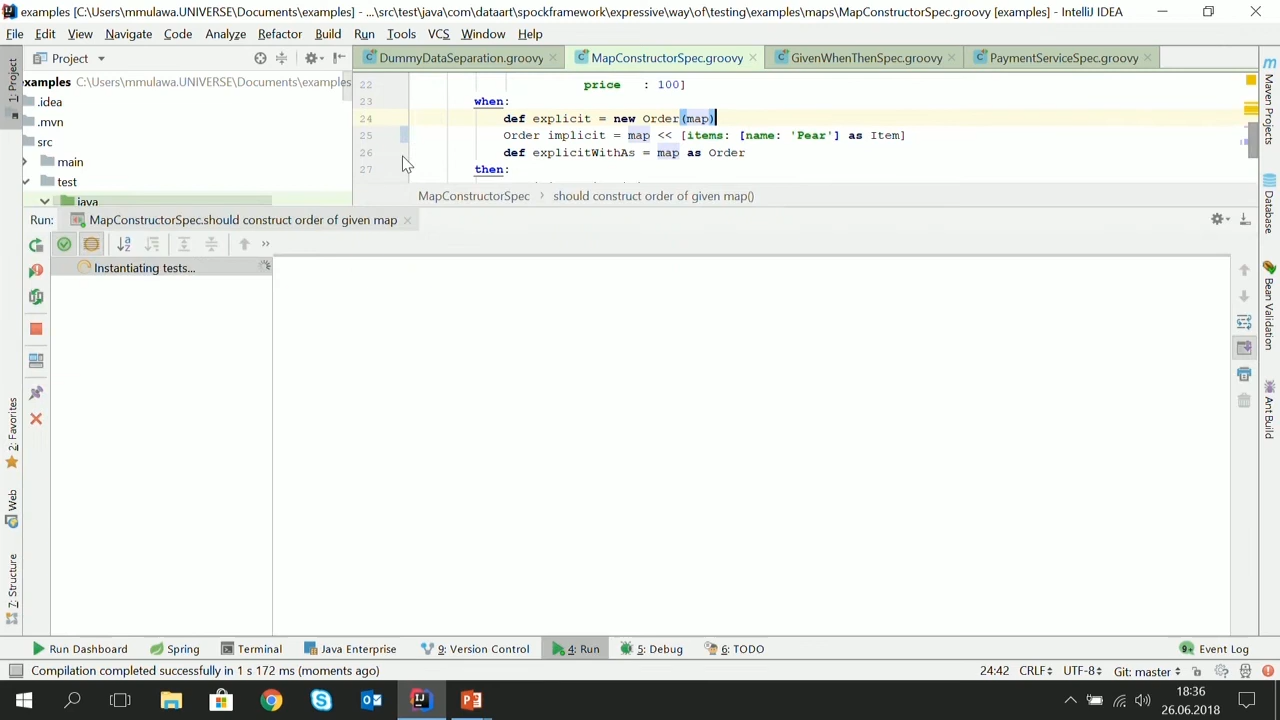 examples [C:\Users\mmulawa.UNIVERSE\Documents\examples] - ...\src\test\java\com\dataart\spockframework\expressive\way\of\testing\examples\maps\MapConstructorSpec.groovy [examples] - IntelliJ IDEA
File Edit View Navigate Code Analyze Refactor Build Run Tools VCS Window Help
Project
DummyDataSeparation.groovy
MapConstructorSpec.groovy
GivenWhenThenSpec.groovy
PaymentServiceSpec.groovy
1: Project
examples C:\Users\mmulawa.UNIVERSE\Documents\examples
.idea
.mvn
src
main
test
java
22 price : 100]
23 when:
24 def explicit = new Order(map)
25 Order implicit = map << [items: [name: 'Pear'] as Item]
26 def explicitWithAs = map as Order
27 then:
MapConstructorSpec should construct order of given map()
Run: MapConstructorSpec.should construct order of given map
Instantiating tests...
Maven Projects
Database
Bean Validation
Ant Build
2: Favorites
Web
7: Structure
Run Dashboard Spring Terminal Java Enterprise 9: Version Control 4: Run 5: Debug 6: TODO 9+ Event Log
Compilation completed successfully in 1 s 172 ms (moments ago) 24:42 CRLF UTF-8 Git: master
18:36
26.06.2018